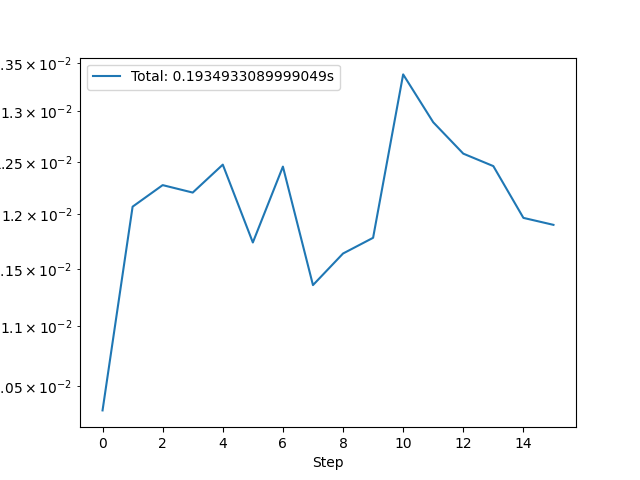 .35 × 10⁻²
Total: 0.1934933089999049s
1.3 × 10⁻²
.25 × 10⁻²
1.2 × 10⁻²
.15 × 10⁻²
1.1 × 10⁻²
.05 × 10⁻²
0 2 4 6 8 10 12 14
Step